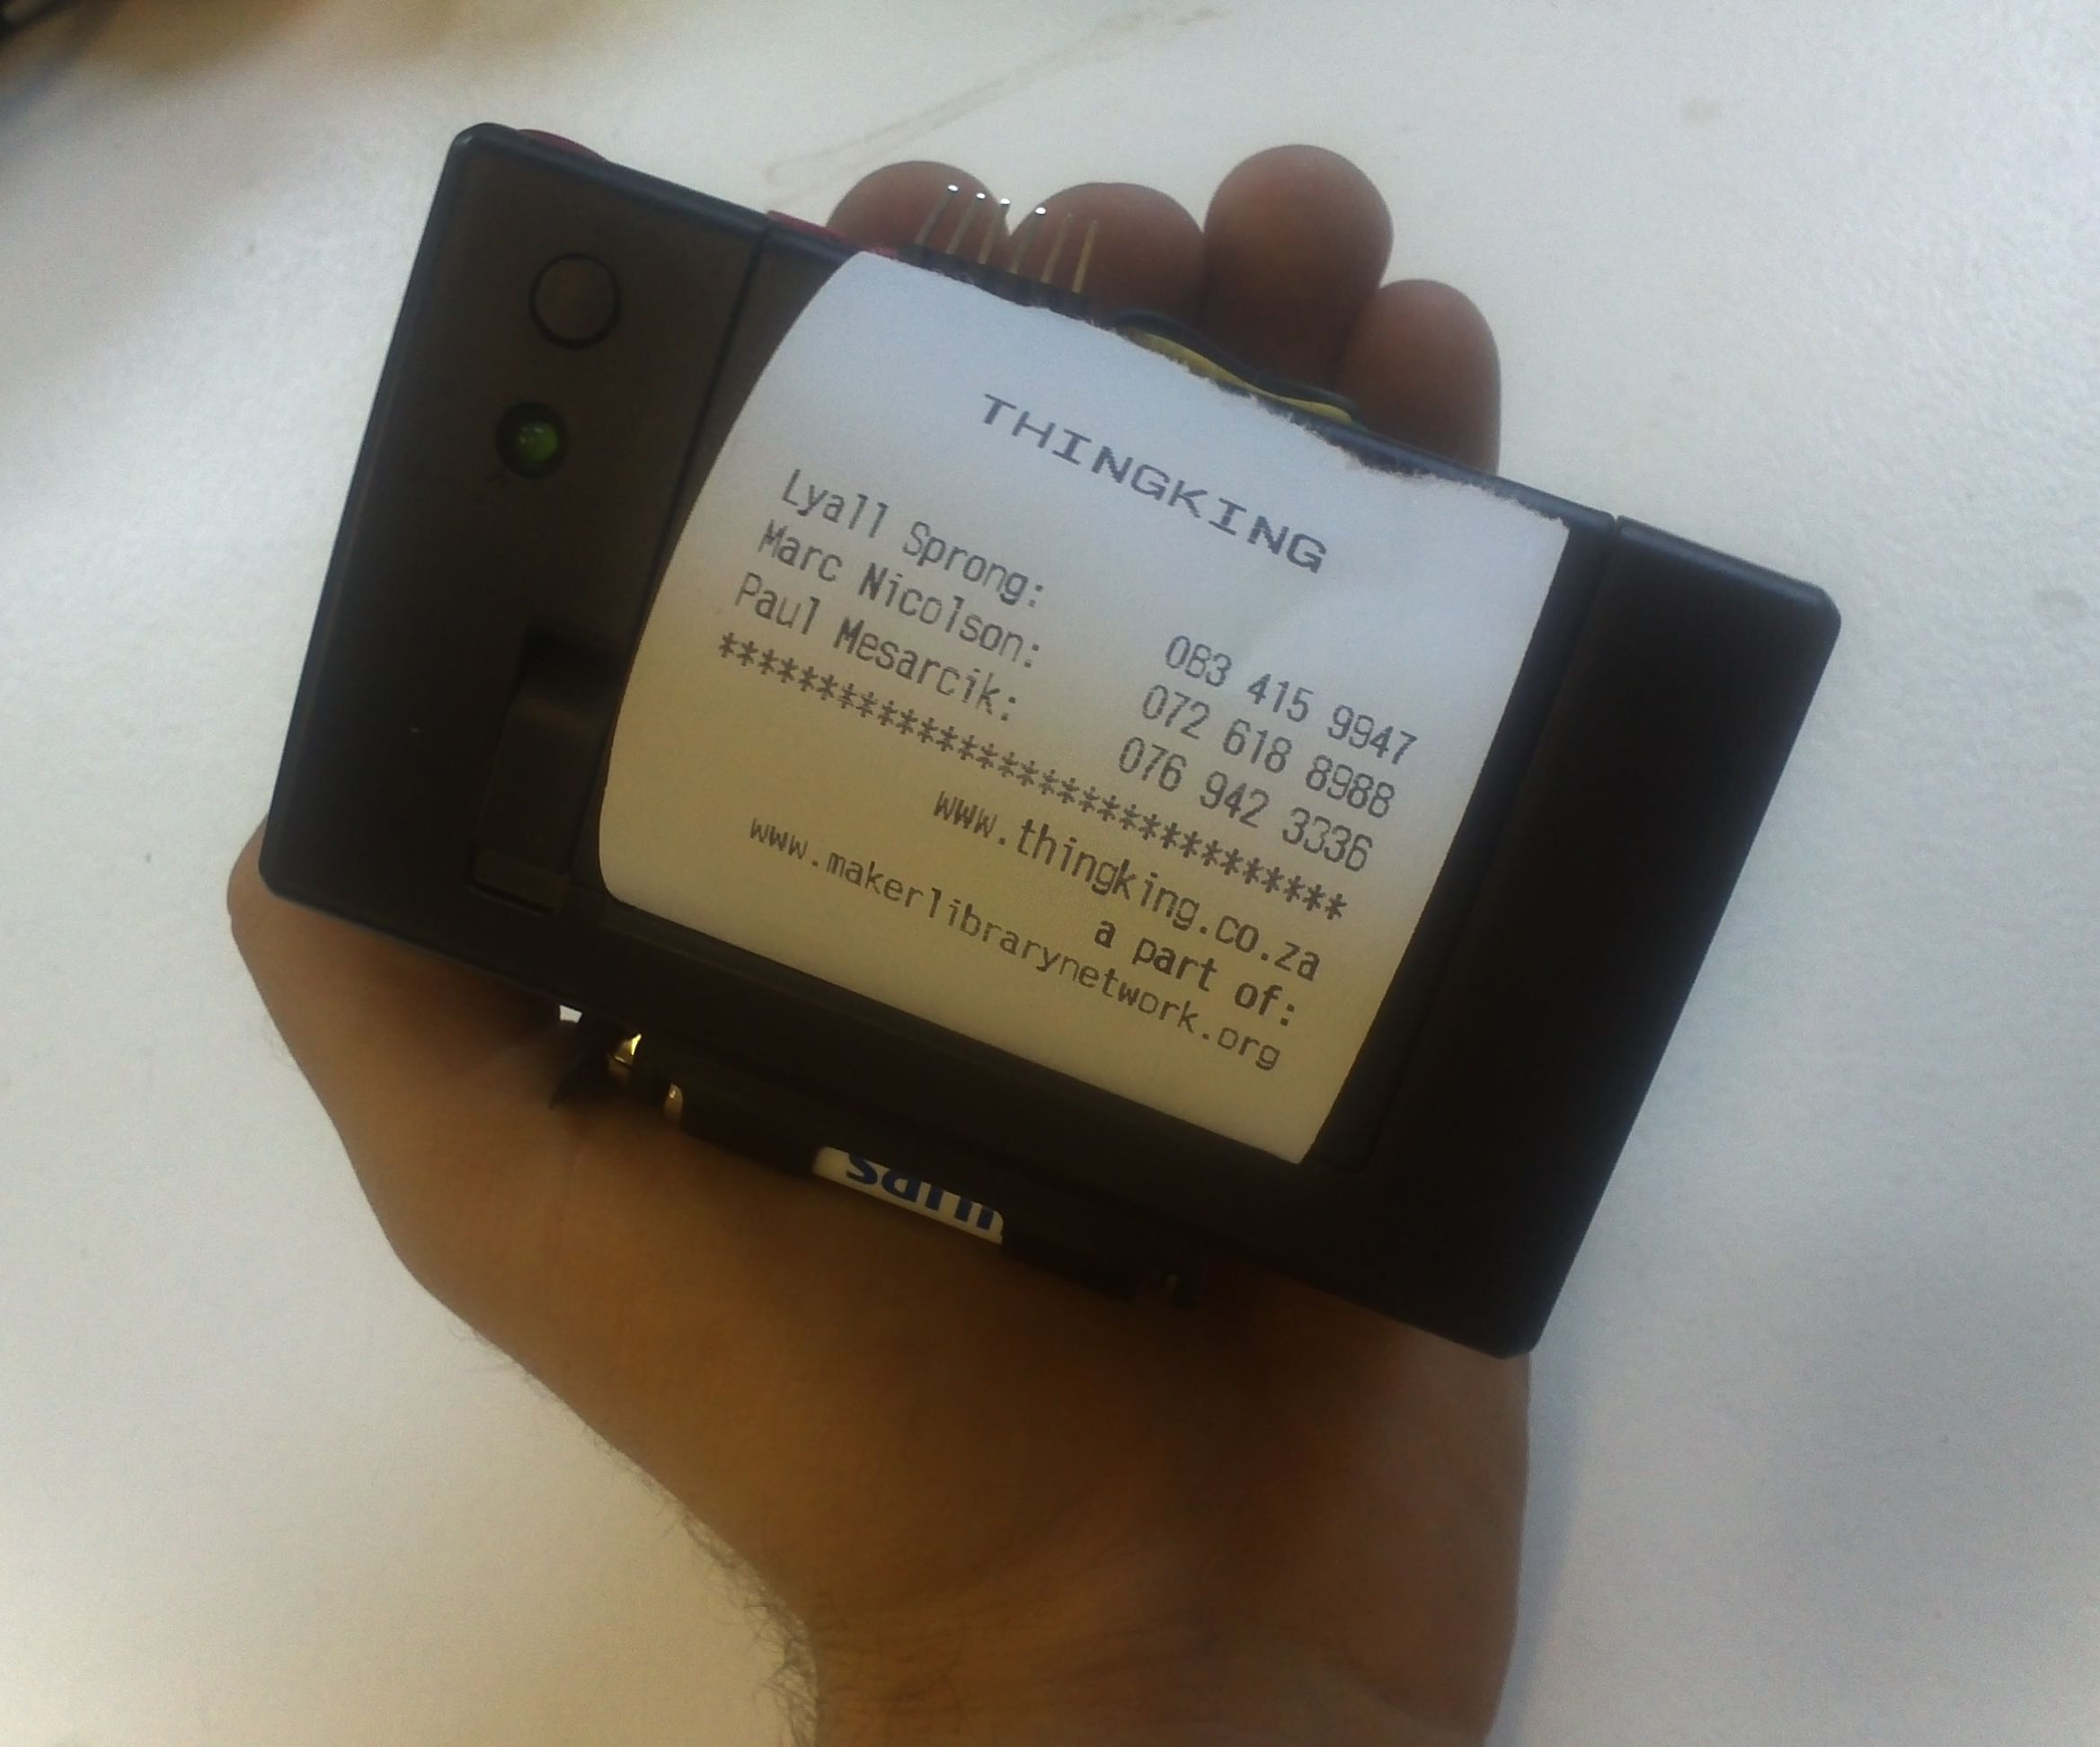 THINGKING
Lyall Sprong:
083 415 9947
Marc Nicolson:
072 618 8988
Paul Mesarcik:
076 942 3336
*****************************
www.thingking.co.za
a part of:
www.makerlibrarynetwork.org